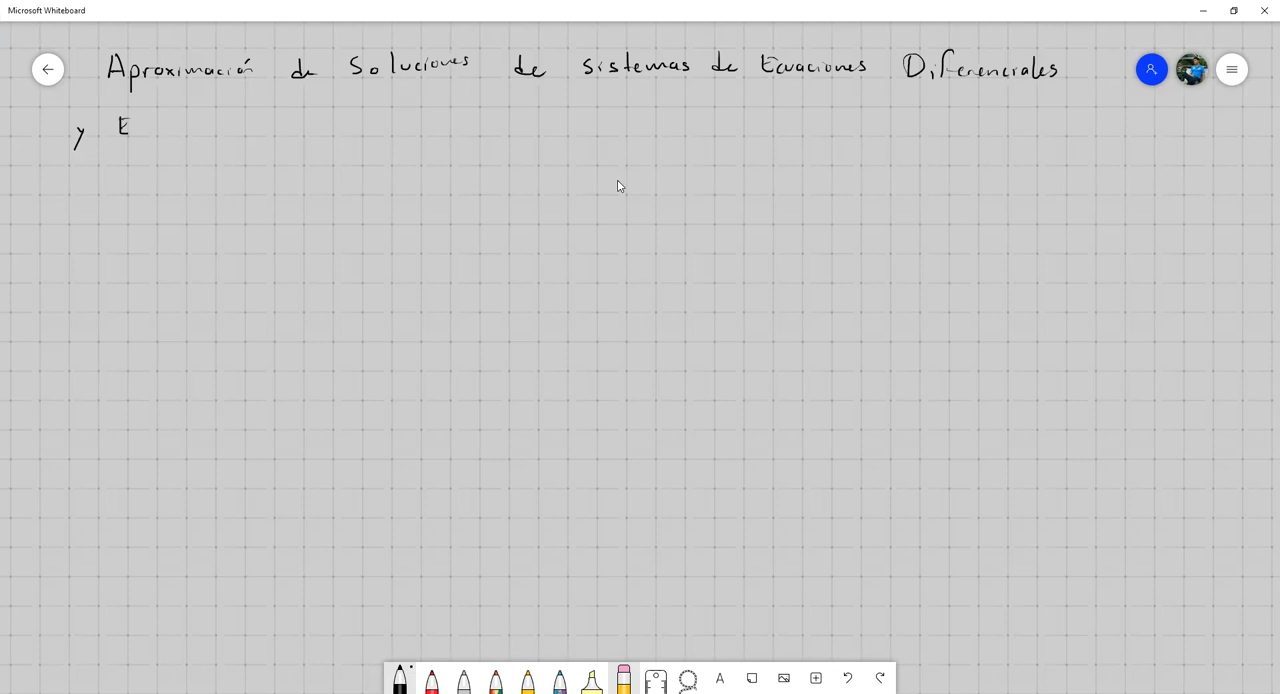 Microsoft Whiteboard
Aproximación de Soluciones de sistemas de Ecuaciones Diferenciales
y E